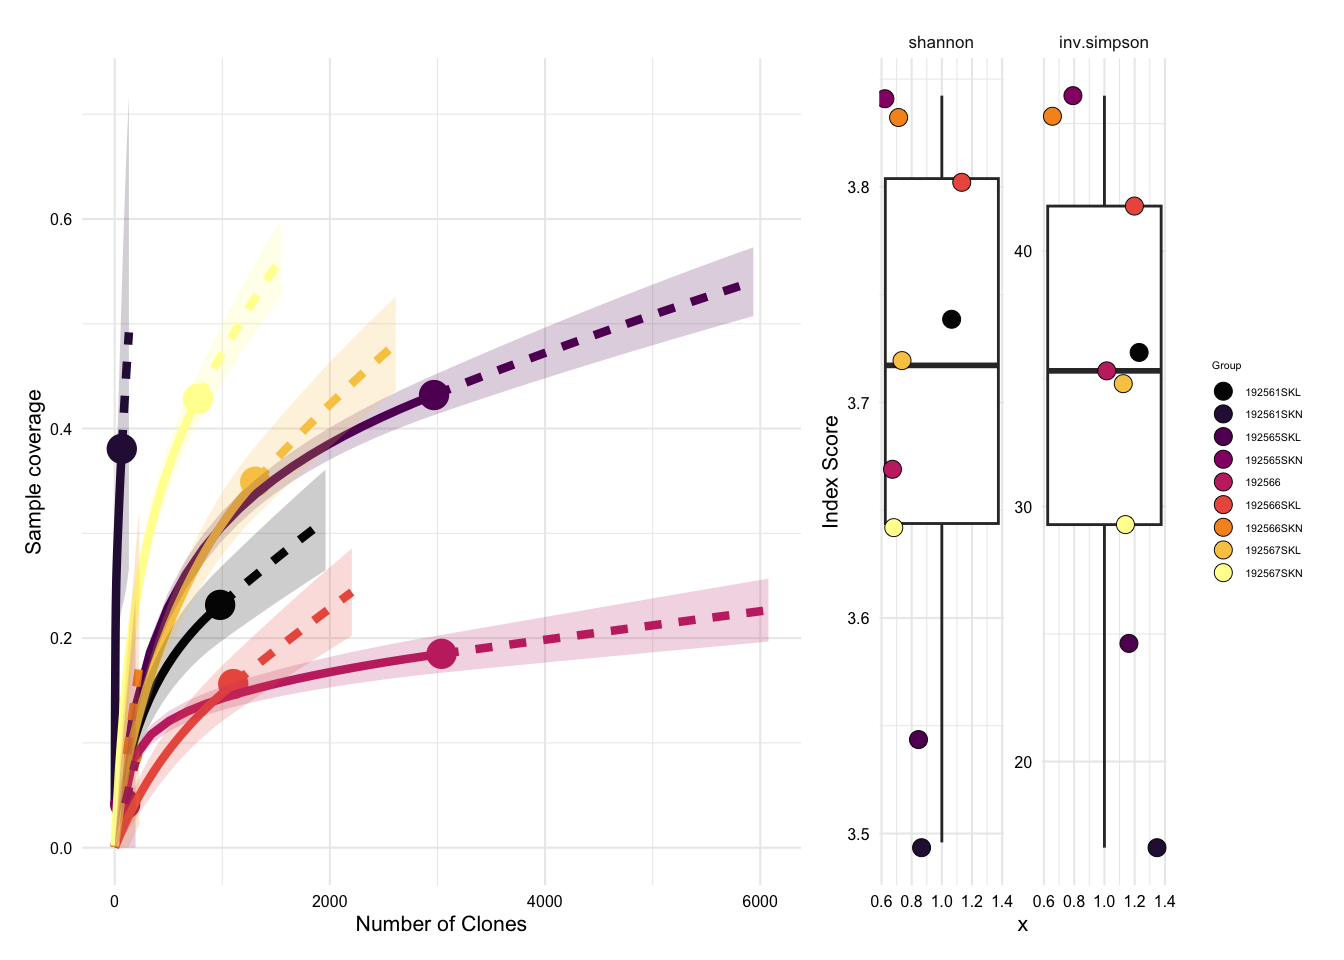 shannon
inv.simpson
Sample coverage
0.6
0.4
0.2
0.0
0
2000
4000
6000
Number of Clones
Index Score
3.8
3.7
3.6
3.5
0.6 0.8 1.0 1.2 1.4
40
30
20
0.6 0.8 1.0 1.2 1.4
x
Group
192561SKL
192561SKN
192565SKL
192565SKN
192566
192566SKL
192566SKN
192567SKL
192567SKN